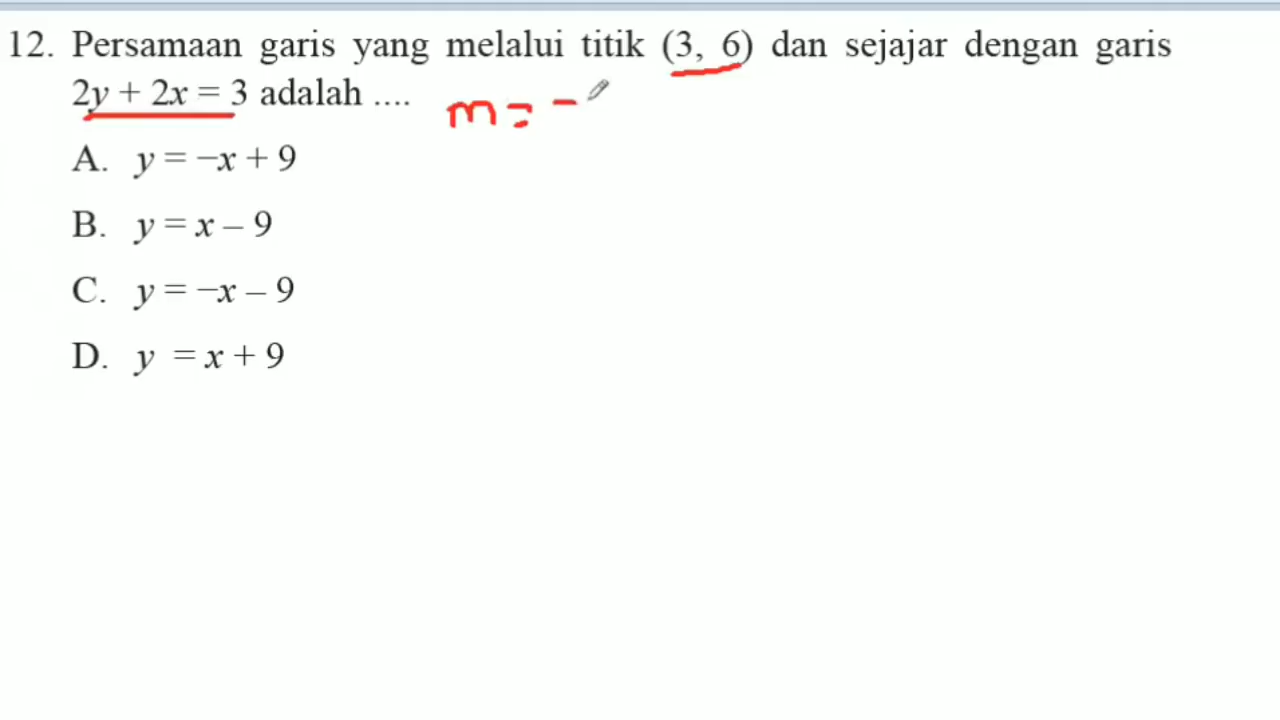 12. Persamaan garis yang melalui titik (3, 6) dan sejajar dengan garis
2y + 2x = 3 adalah .... m = -
A. y = −x + 9
B. y = x – 9
C. y = −x – 9
D. y = x + 9